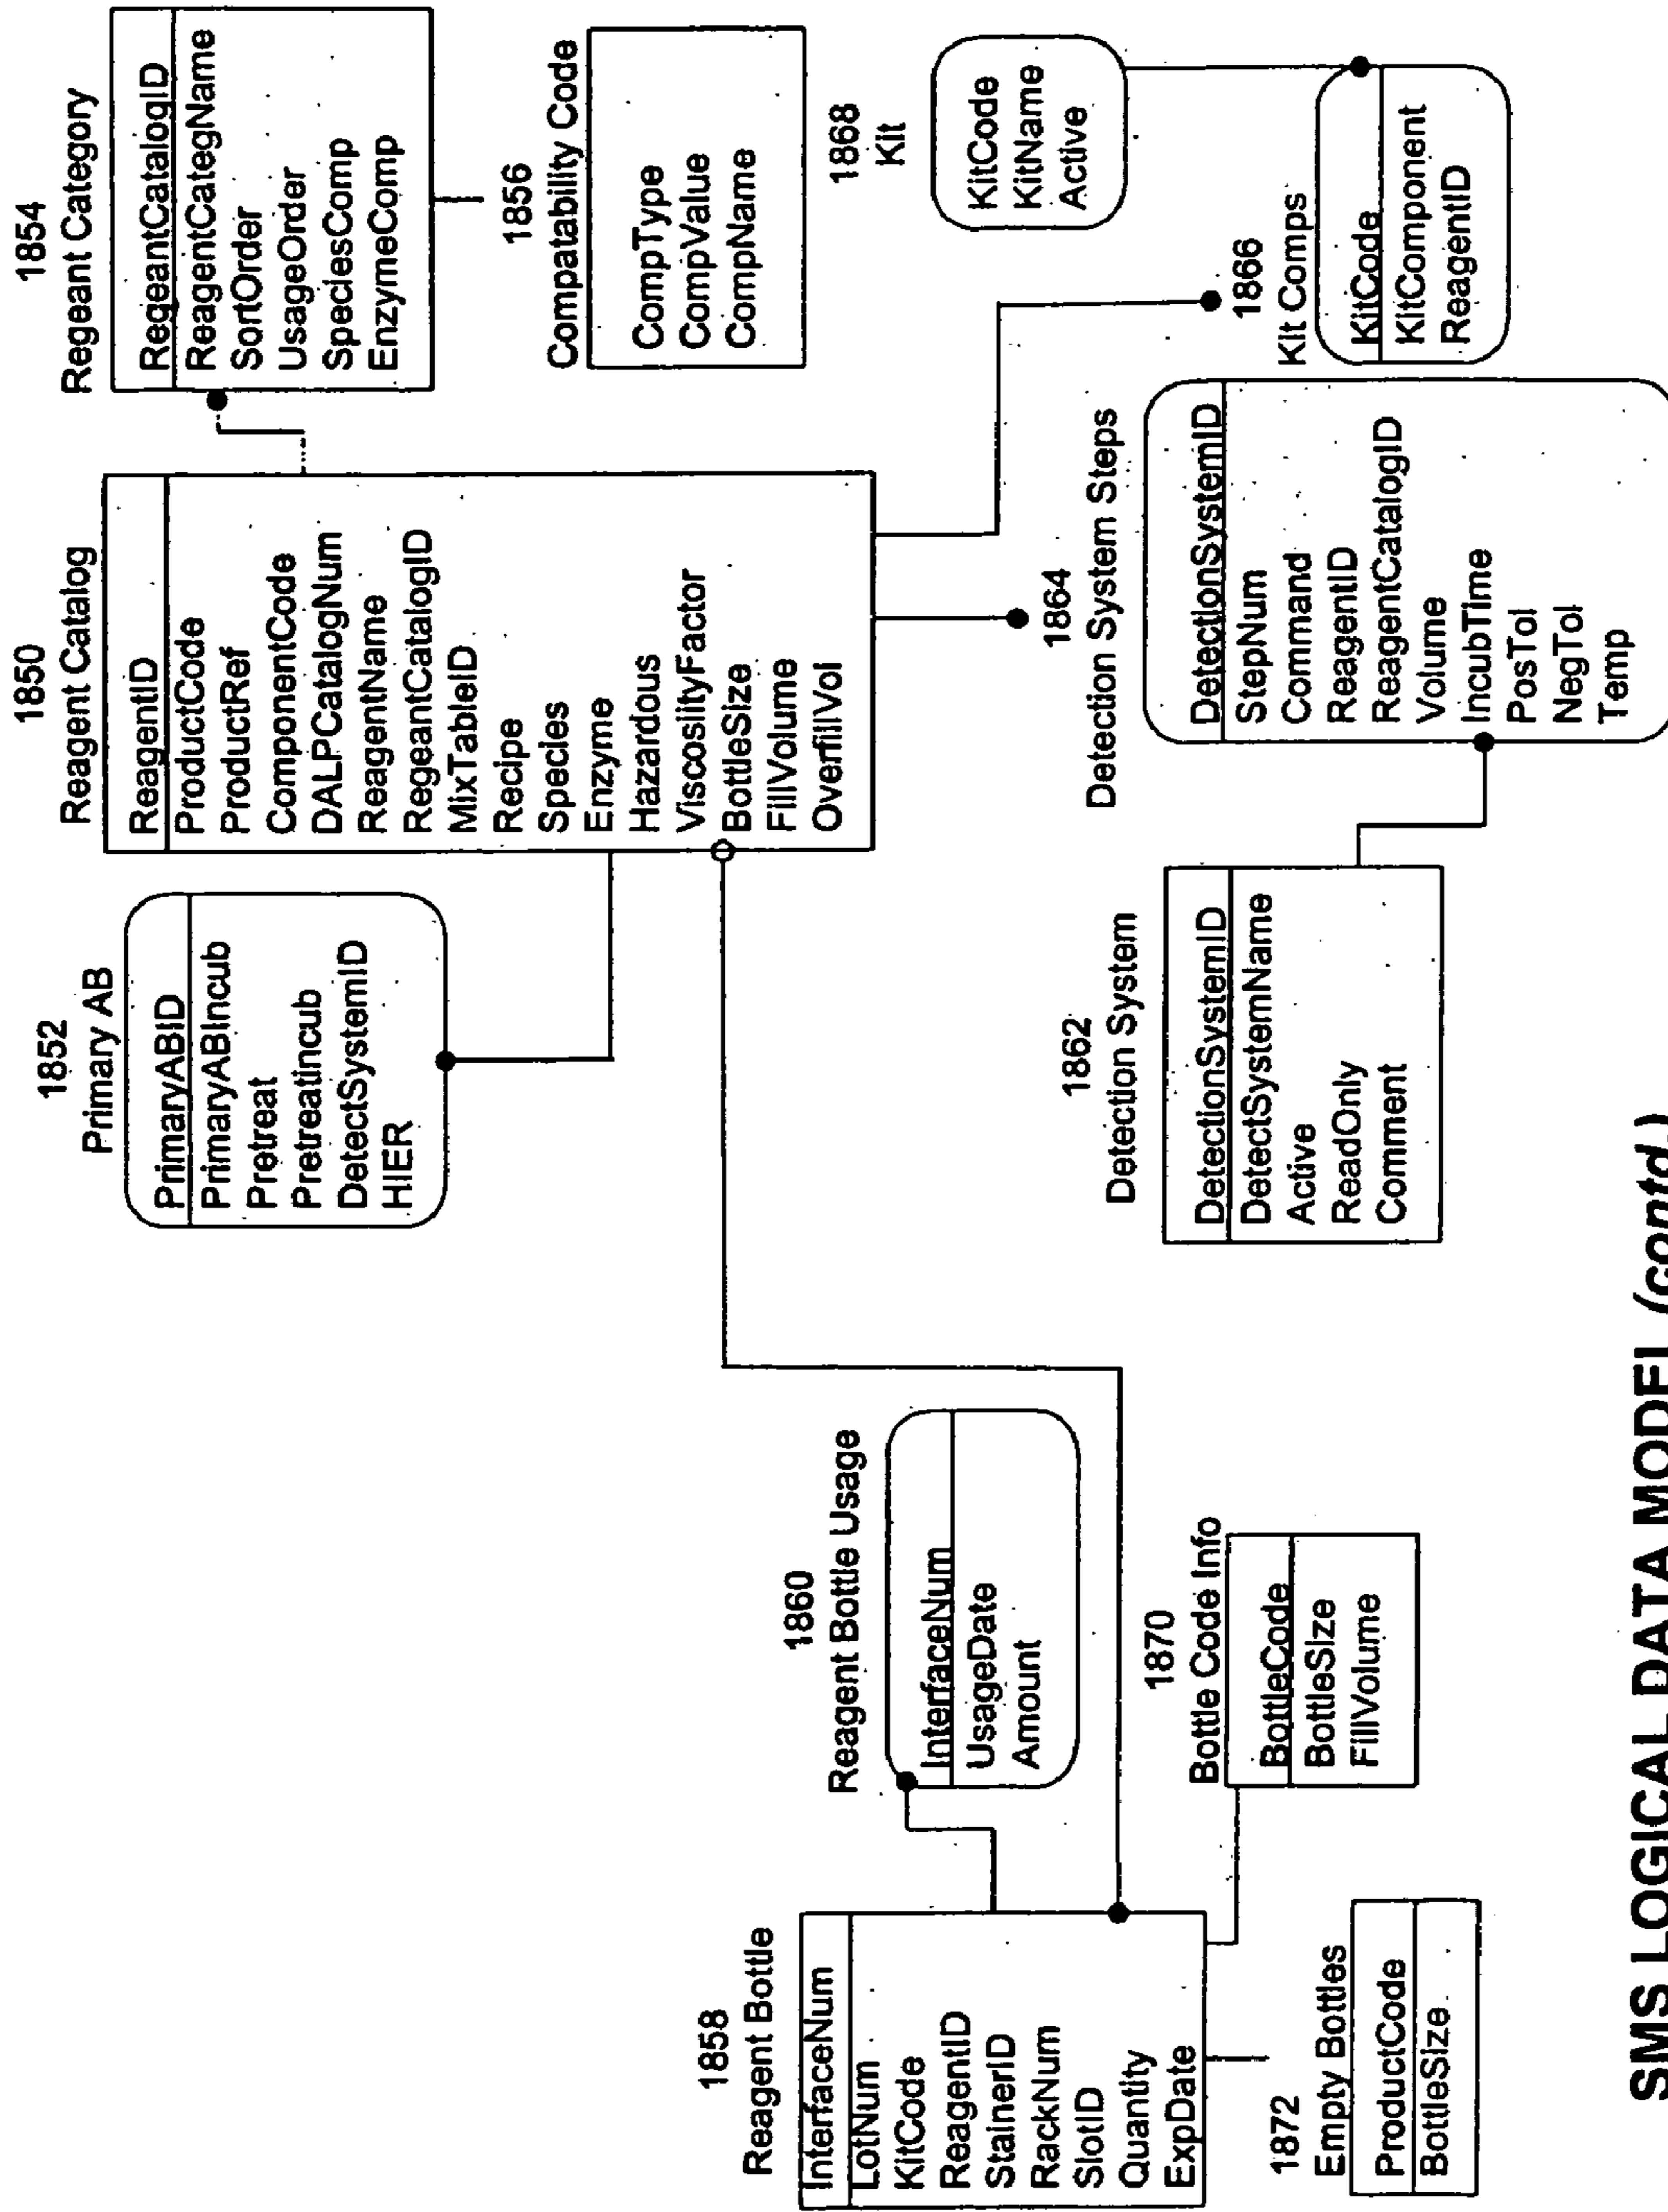 1854
Regeant Category
RegeantCatalogID
ReagentCategName
SortOrder
UsageOrder
SpeciesComp
EnzymeComp
1856
Compatability Code
CompType
CompValue
CompName
1868
Kit
KitCode
KitName
Active
1866
Kit Comps
KitCode
KitComponent
ReagentID
1850
Reagent Catalog
ReagentID
ProductCode
ProductRef
ComponentCode
DALPCatalogNum
ReagentName
RegeantCatalogID
MixTableID
Recipe
Species
Enzyme
Hazardous
ViscosityFactor
BottleSize
FillVolume
OverfillVol
1864
Detection System Steps
DetectionSystemID
StepNum
Command
ReagentID
ReagentCatalogID
Volume
IncubTime
PosTol
NegTol
Temp
1852
Primary AB
PrimaryABID
PrimaryABIncub
Pretreat
PretreatIncub
DetectSystemID
HIER
1862
Detection System
DetectionSystemID
DetectSystemName
Active
ReadOnly
Comment
1860
Reagent Bottle Usage
InterfaceNum
UsageDate
Amount
1870
Bottle Code Info
BottleCode
BottleSize
FillVolume
1858
Reagent Bottle
InterfaceNum
LotNum
KitCode
ReagentID
StainerID
RackNum
SlotID
Quantity
ExpDate
1872
Empty Bottles
ProductCode
BottleSize
SMS LOGICAL DATA MODEL (contd.)